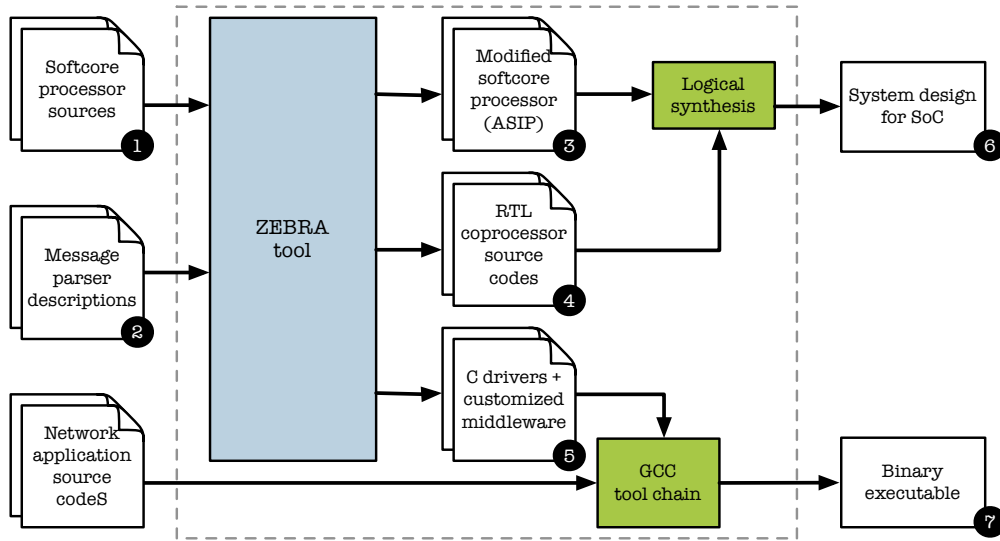 Softcore
processor
sources
1
Message
parser
descriptions
2
Network
application
source
codeS
ZEBRA
tool
Modified
softcore
processor
(ASIP)
3
RTL
coprocessor
source
codes
4
C drivers +
customized
middleware
5
Logical
synthesis
GCC
tool chain
System design
for SoC
6
Binary
executable
7